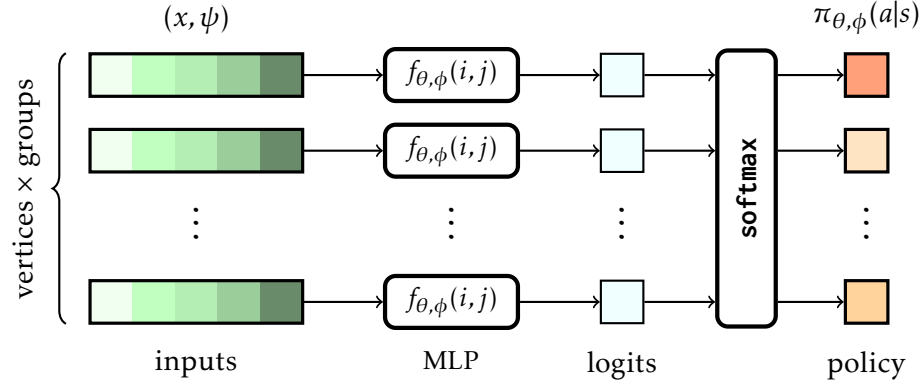 (x, ψ)
π_{θ,ϕ}(a|s)
vertices × groups
f_{θ,ϕ}(i, j)
f_{θ,ϕ}(i, j)
⋮ ⋮ ⋮ ⋮
f_{θ,ϕ}(i, j)
softmax
inputs
MLP
logits
policy